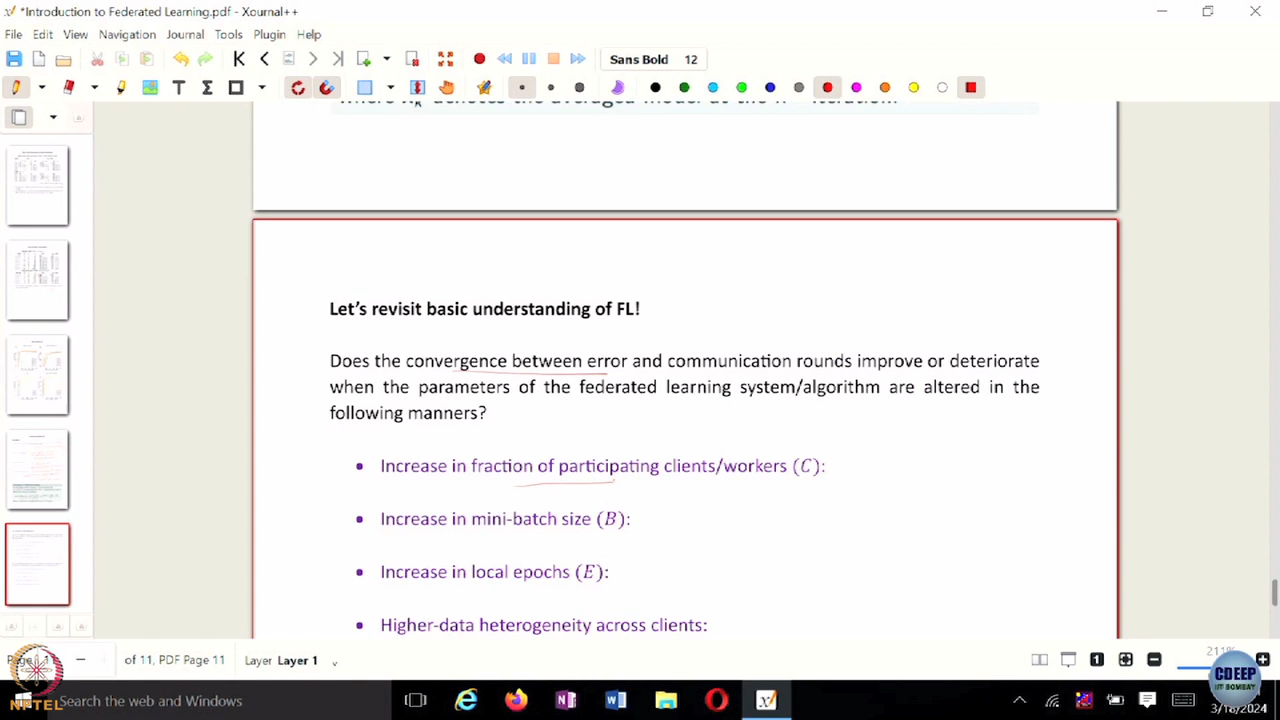 *Introduction to Federated Learning.pdf - Xournal++
File Edit View Navigation Journal Tools Plugin Help
Sans Bold 12
Let's revisit basic understanding of FL!
Does the convergence between error and communication rounds improve or deteriorate
when the parameters of the federated learning system/algorithm are altered in the
following manners?
• Increase in fraction of participating clients/workers (C):
• Increase in mini-batch size (B):
• Increase in local epochs (E):
• Higher-data heterogeneity across clients:
of 11, PDF Page 11 Layer Layer 1
211%
Search the web and Windows
NPTEL
CDEEP
IIT BOMBAY
3/18/2024